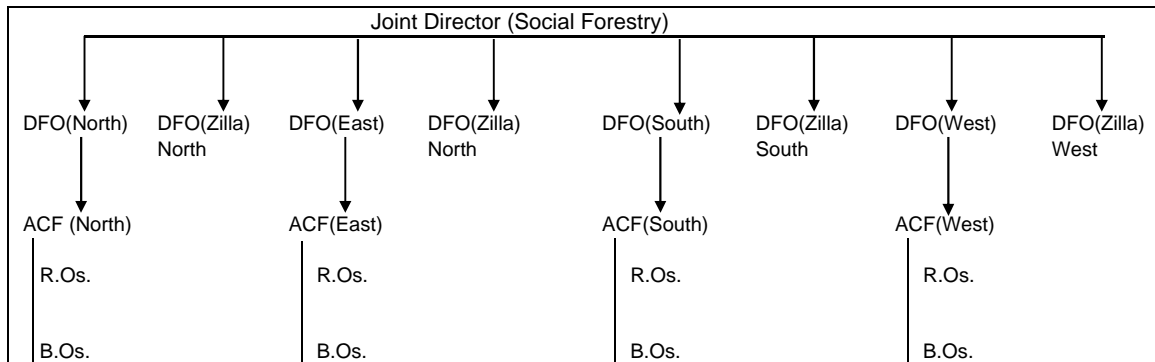 Joint Director (Social Forestry)
DFO(North) DFO(Zilla) DFO(East) DFO(Zilla) DFO(South) DFO(Zilla) DFO(West) DFO(Zilla)
North North South West
ACF (North) ACF(East) ACF(South) ACF(West)
R.Os. R.Os. R.Os. R.Os.
B.Os. B.Os. B.Os. B.Os.